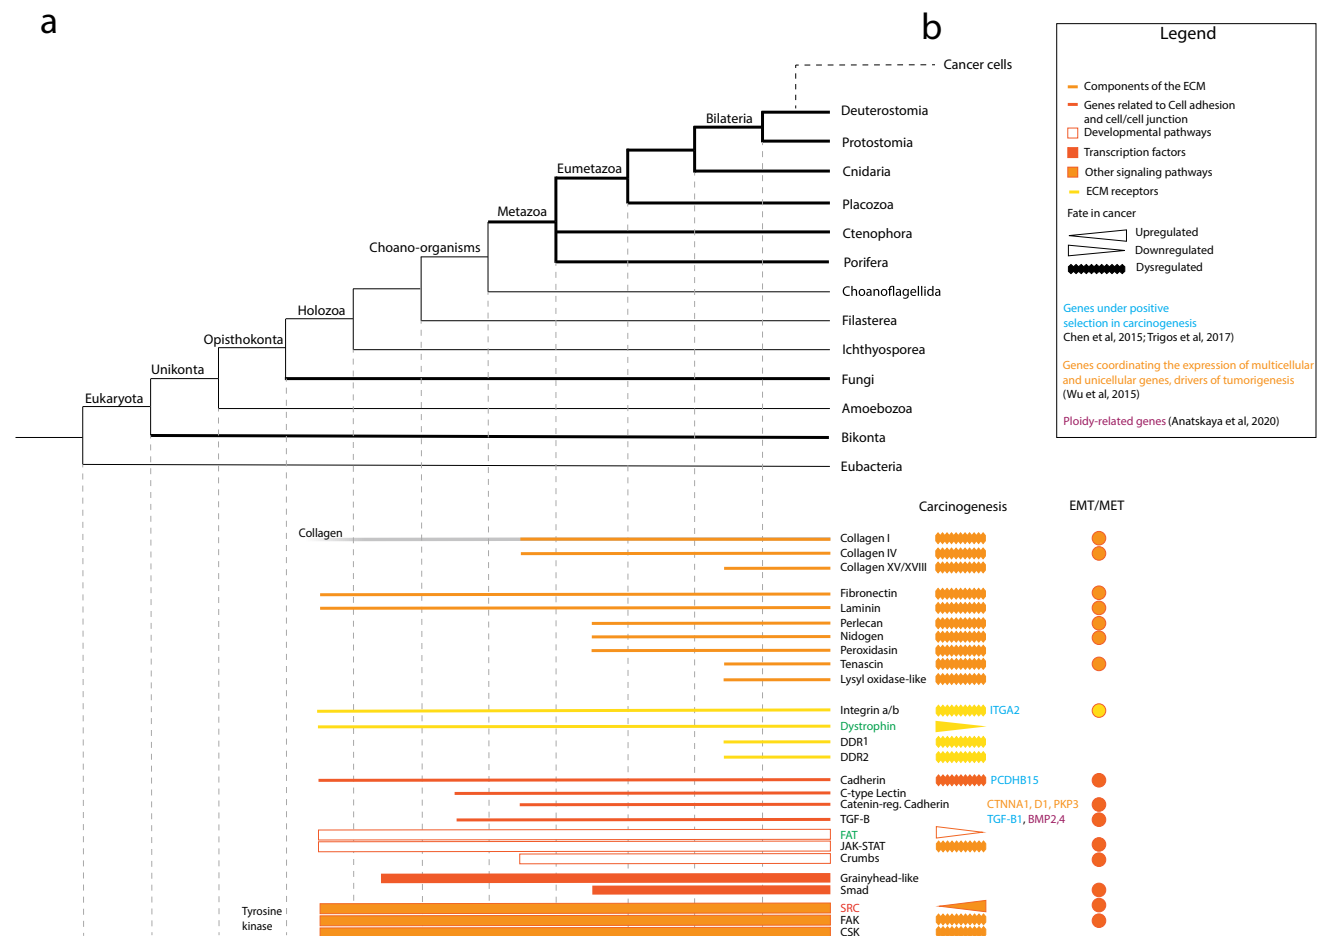 a
b
Legend
Cancer cells
Components of the ECM
Genes related to Cell adhesion
and cell/cell junction
Developmental pathways
Transcription factors
Other signaling pathways
ECM receptors
Fate in cancer
Upregulated
Downregulated
Dysregulated
Genes under positive
selection in carcinogenesis
Chen et al, 2015; Trigos et al, 2017)
Genes coordinating the expression of multicellular
and unicellular genes, drivers of tumorigenesis
(Wu et al, 2015)
Ploidy-related genes (Anatskaya et al, 2020)
Bilateria
Deuterostomia
Protostomia
Eumetazoa
Cnidaria
Placozoa
Metazoa
Ctenophora
Choano-organisms
Porifera
Choanoflagellida
Holozoa
Filasterea
Opisthokonta
Ichthyosporea
Unikonta
Fungi
Eukaryota
Amoebozoa
Bikonta
Eubacteria
Carcinogenesis
EMT/MET
Collagen
Collagen I
Collagen IV
Collagen XV/XVIII
Fibronectin
Laminin
Perlecan
Nidogen
Peroxidasin
Tenascin
Lysyl oxidase-like
Integrin a/b ITGA2
Dystrophin
DDR1
DDR2
Cadherin PCDHB15
C-type Lectin
Catenin-reg. Cadherin CTNNA1, D1, PKP3
TGF-B TGF-B1, BMP2,4
FAT
JAK-STAT
Crumbs
Grainyhead-like
Smad
Tyrosine
kinase
SRC
FAK
CSK